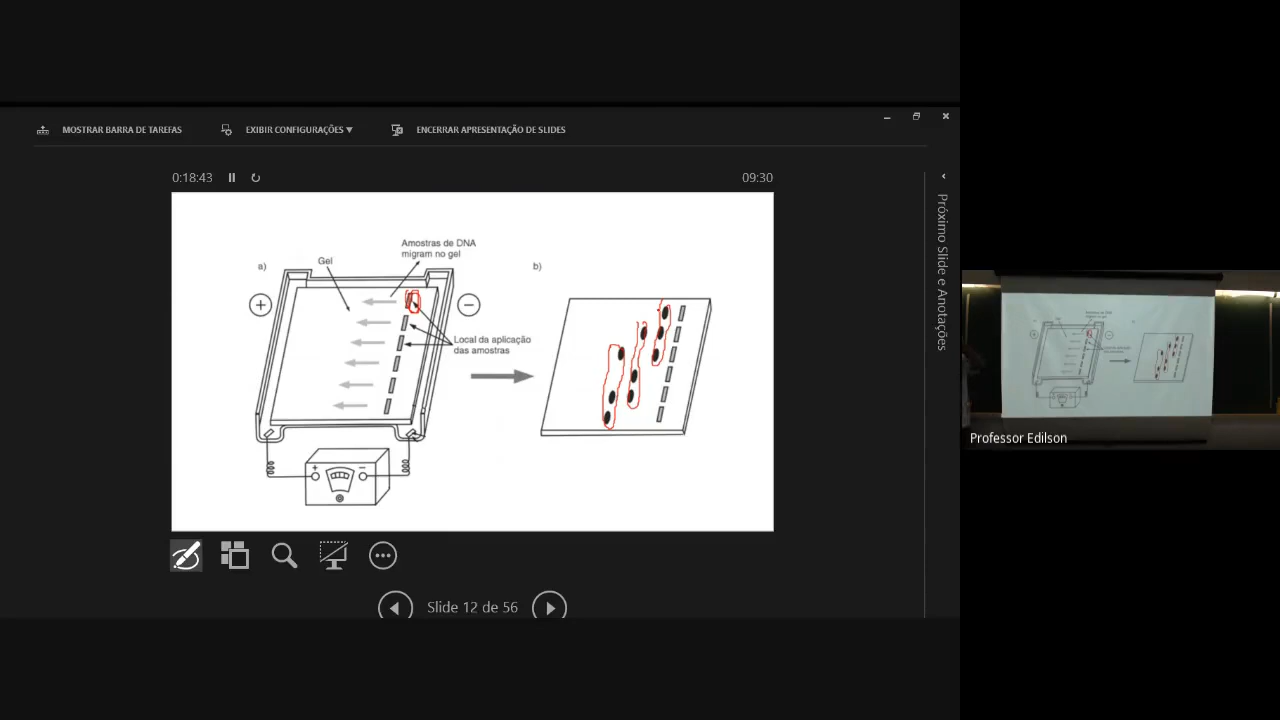 MOSTRAR BARRA DE TAREFAS
EXIBIR CONFIGURAÇÕES ▼
ENCERRAR APRESENTAÇÃO DE SLIDES
0:18:43
09:30
Próximo Slide e Anotações
a)
Gel
Amostras de DNA
migram no gel
b)
+
−
Local da aplicação
das amostras
+
−
Slide 12 de 56
Professor Edilson